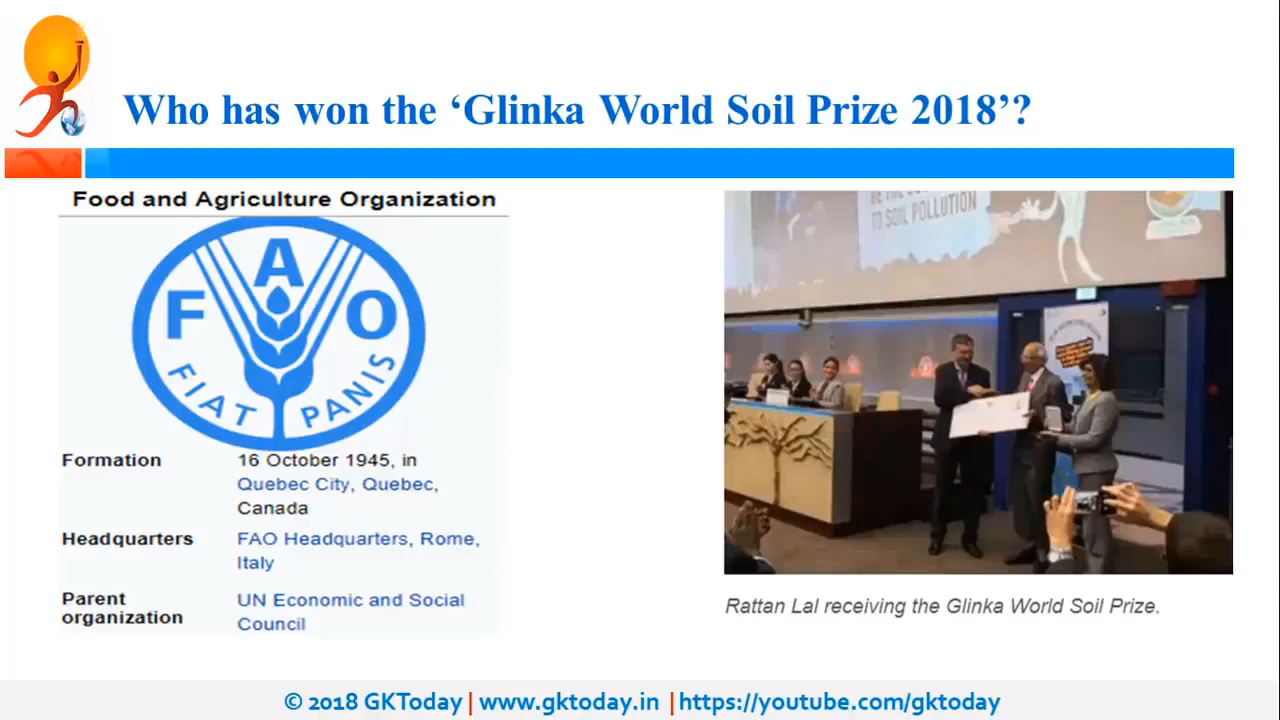 Who has won the ‘Glinka World Soil Prize 2018’?
Food and Agriculture Organization
F A O
FIAT PANIS
Formation
16 October 1945, in
Quebec City, Quebec,
Canada
Headquarters
FAO Headquarters, Rome,
Italy
Parent
organization
UN Economic and Social
Council
TO SOIL POLLUTION
Rattan Lal receiving the Glinka World Soil Prize.
© 2018 GKToday | www.gktoday.in | https://youtube.com/gktoday